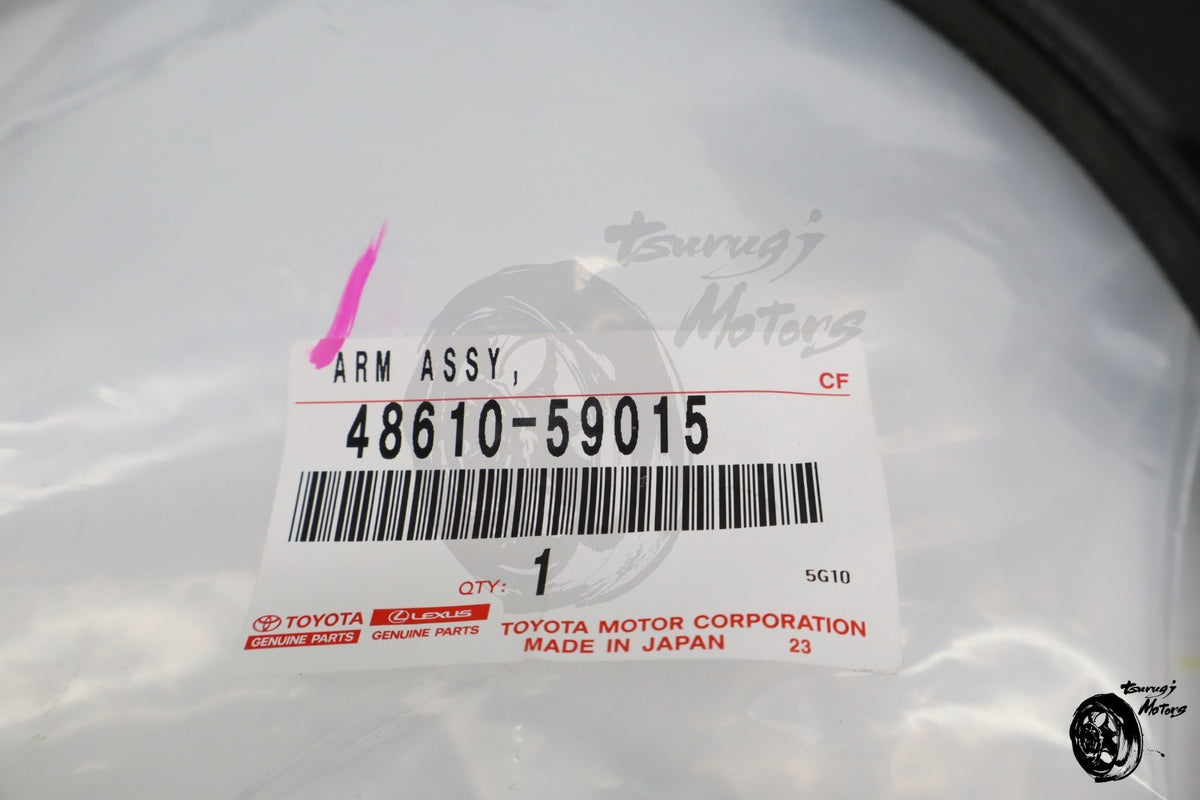 Tsurugi
Motors
ARM ASSY,
CF
48610-59015
QTY: 1
5G10
TOYOTA
GENUINE PARTS
LEXUS
GENUINE PARTS
TOYOTA MOTOR CORPORATION
MADE IN JAPAN 23
Tsurugi
Motors